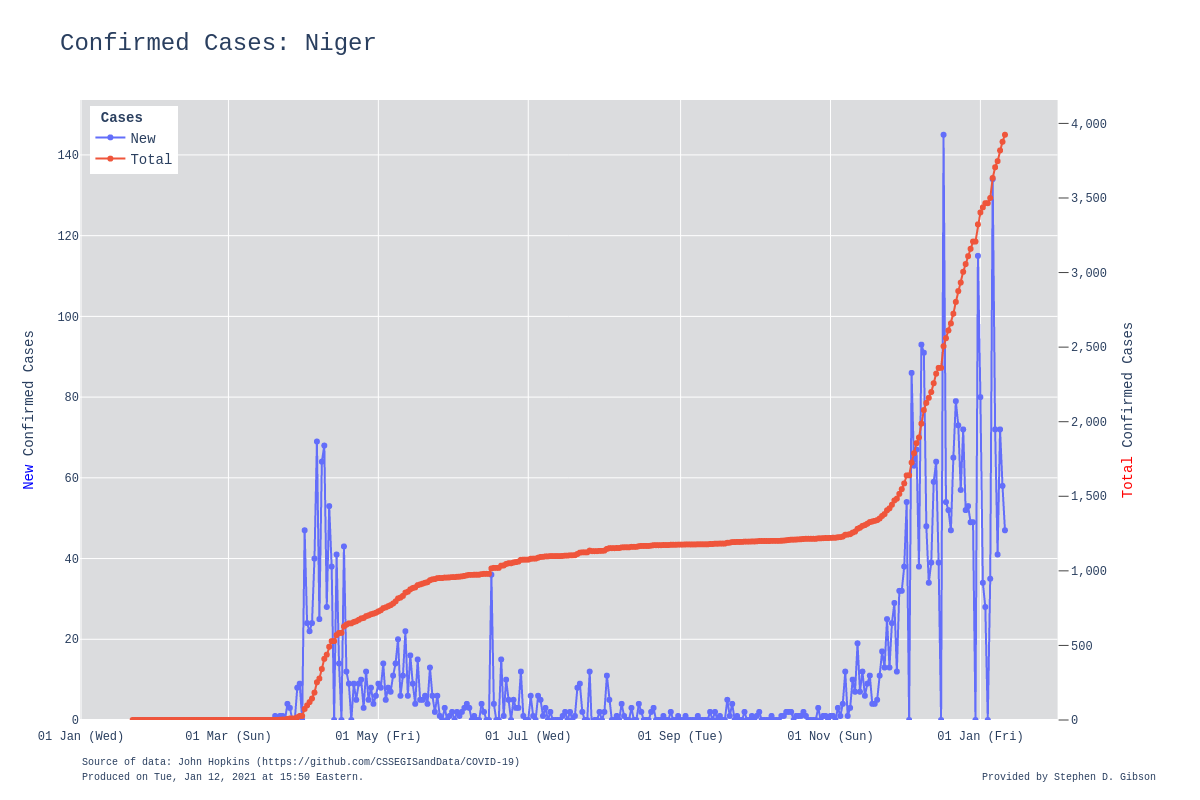 Confirmed Cases: Niger
Cases
New
Total
140
120
100
80
60
40
20
0
4,000
3,500
3,000
2,500
2,000
1,500
1,000
500
0
New Confirmed Cases
Total Confirmed Cases
01 Jan (Wed)
01 Mar (Sun)
01 May (Fri)
01 Jul (Wed)
01 Sep (Tue)
01 Nov (Sun)
01 Jan (Fri)
Source of data: John Hopkins (https://github.com/CSSEGISandData/COVID-19)
Produced on Tue, Jan 12, 2021 at 15:50 Eastern.
Provided by Stephen D. Gibson